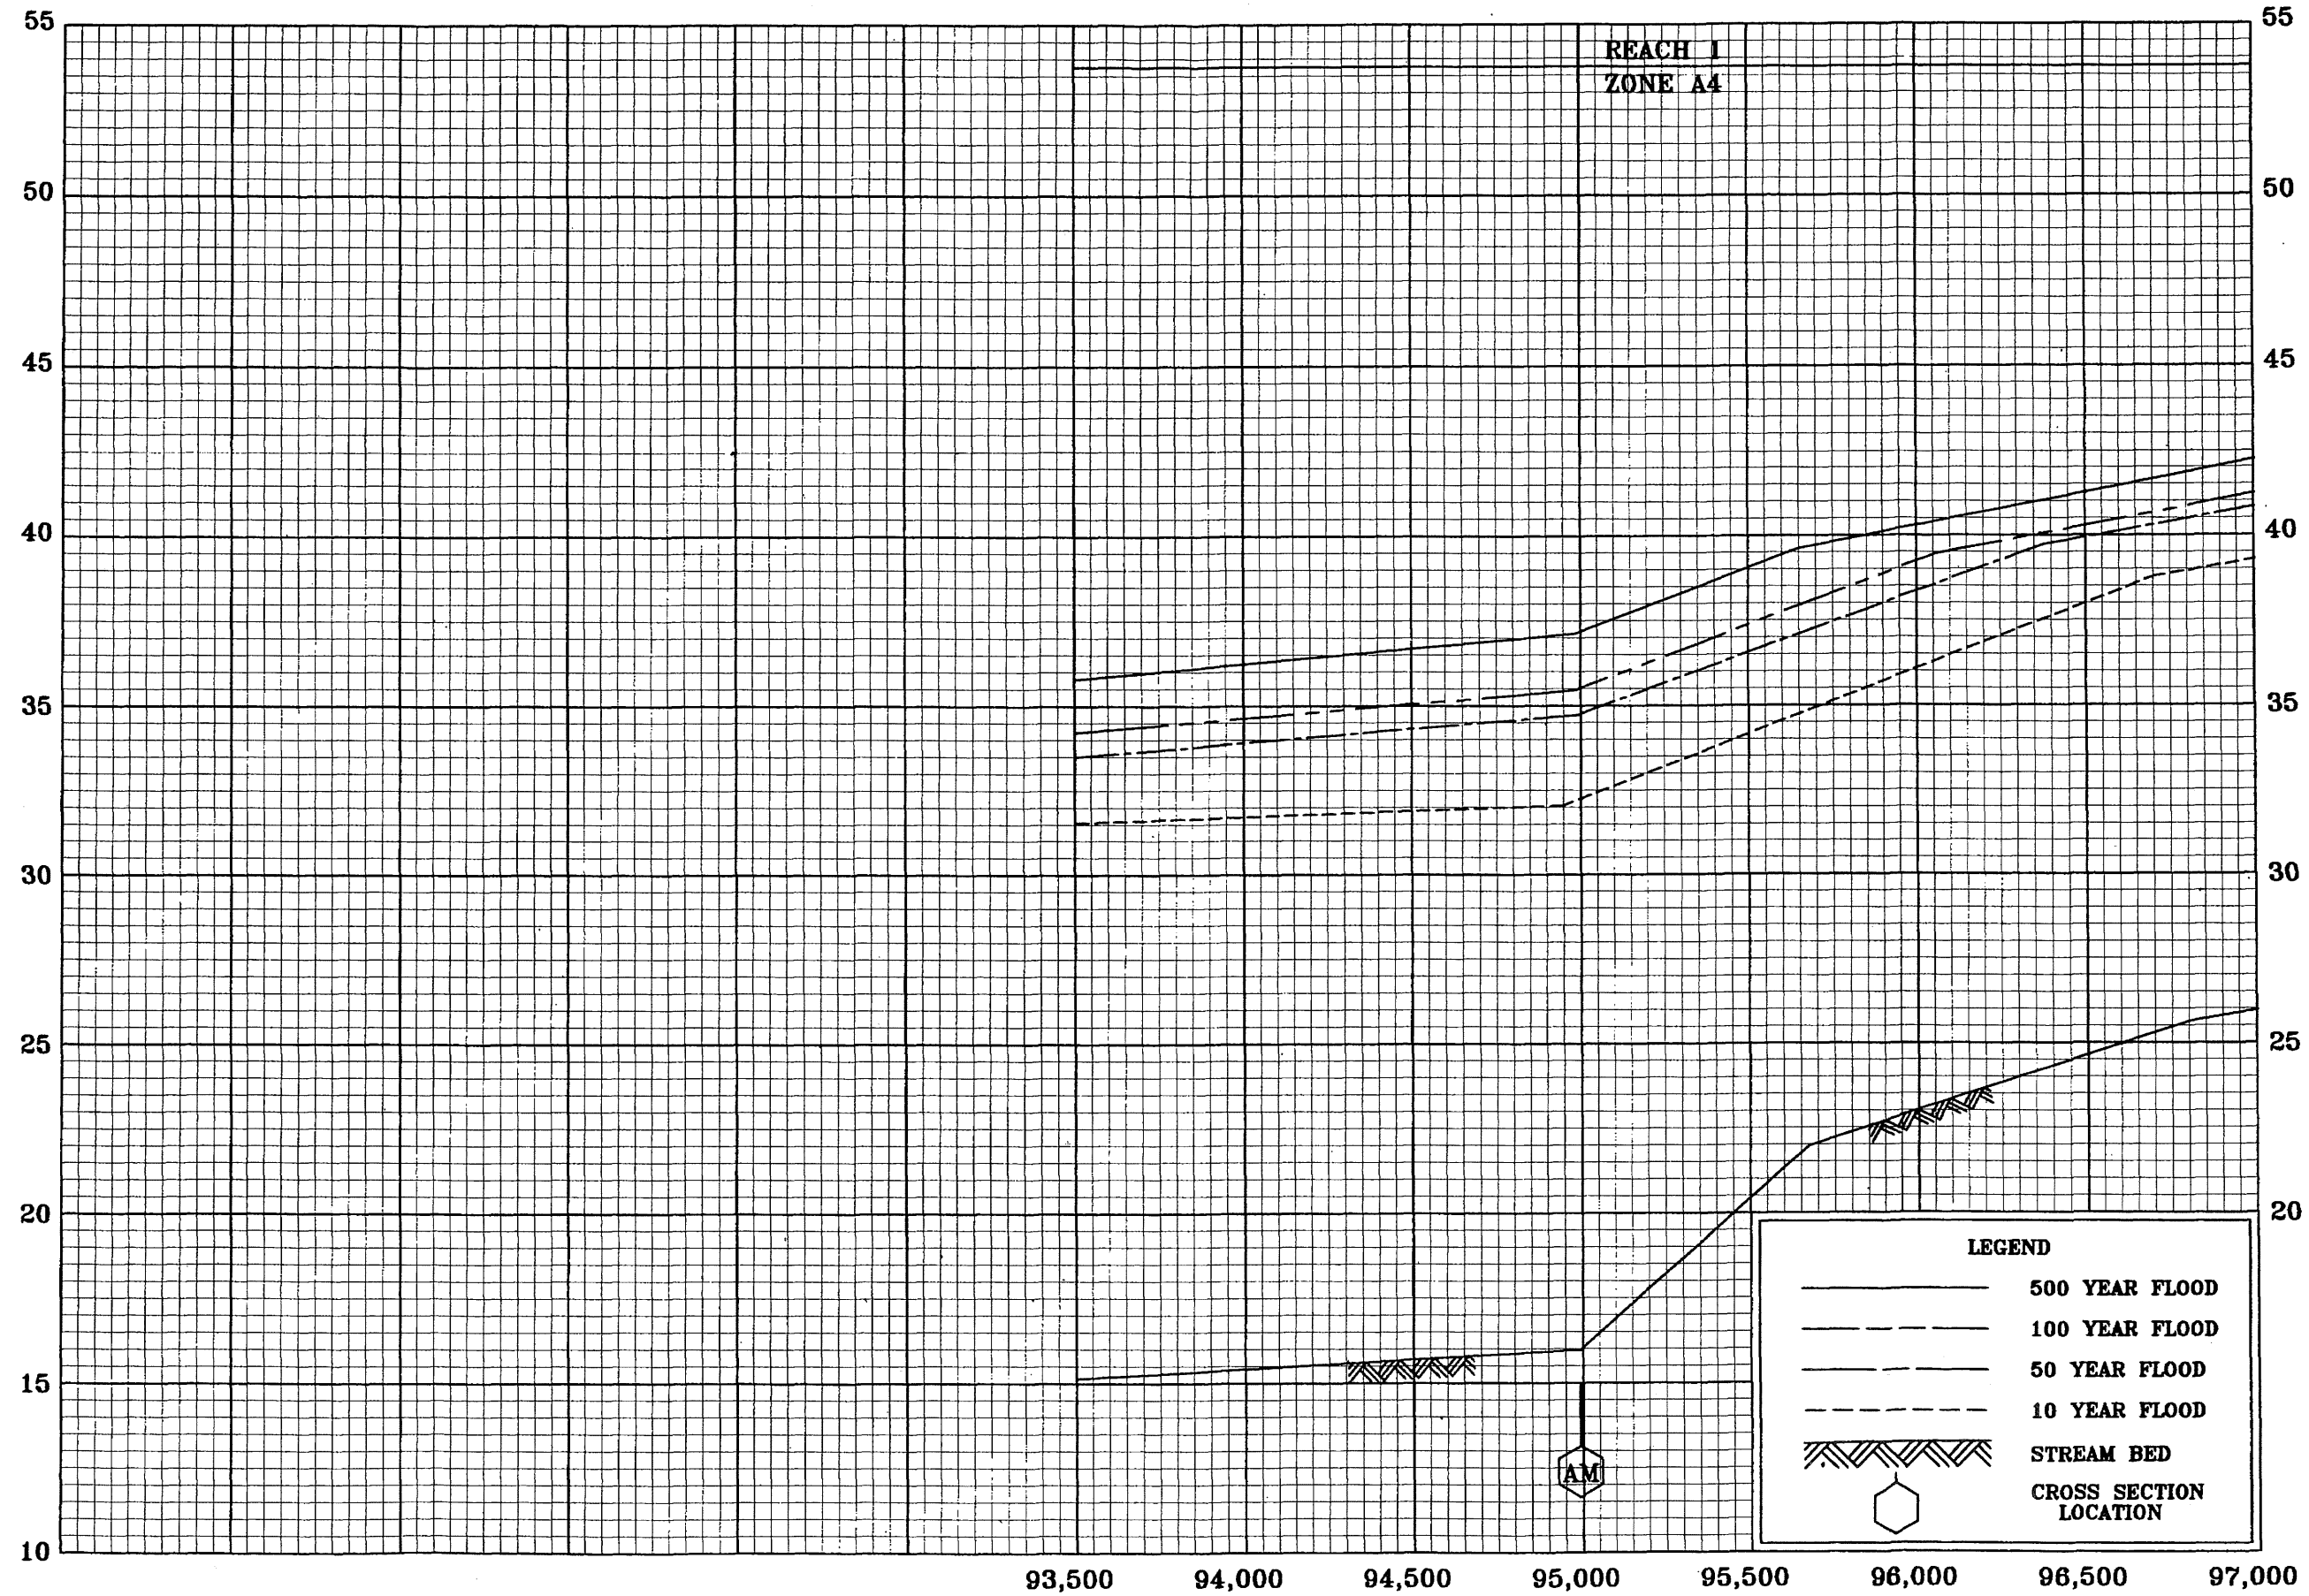 55
50
45
40
35
30
25
20
15
10
REACH 1
ZONE A4
55
50
45
40
35
30
25
20
AM
LEGEND
500 YEAR FLOOD
100 YEAR FLOOD
50 YEAR FLOOD
10 YEAR FLOOD
STREAM BED
CROSS SECTION
LOCATION
93,500 94,000 94,500 95,000 95,500 96,000 96,500 97,000